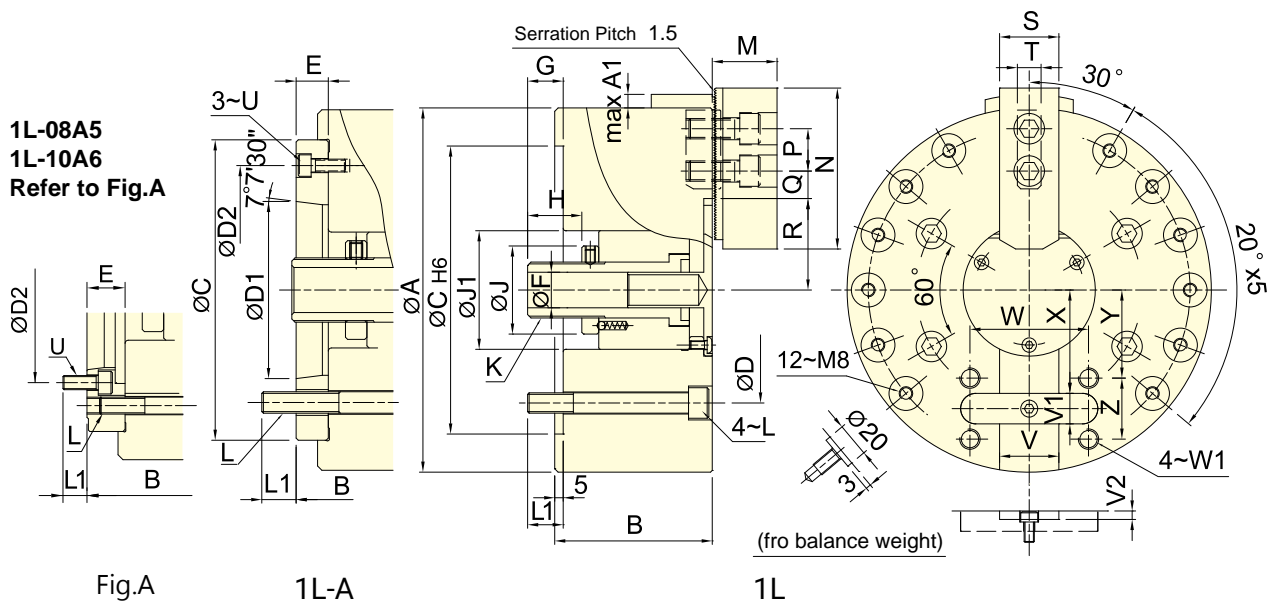 1L-08A5
1L-10A6
Refer to Fig.A
ØD2
E
U
L
L1
B
Fig.A
3~U
E
7°7'30"
ØD2
ØC
ØD1
L
L1
B
1L-A
Serration Pitch 1.5
G
max A1
M
H
P
Q
N
R
ØA
ØC H6
ØJ1
ØJ
ØF
K
ØD
4~L
5
L1
B
1L
S
T
30°
20°x5
60°
W
X
Y
12~M8
V1
Z
V
4~W1
Ø20
3
V2
(fro balance weight)